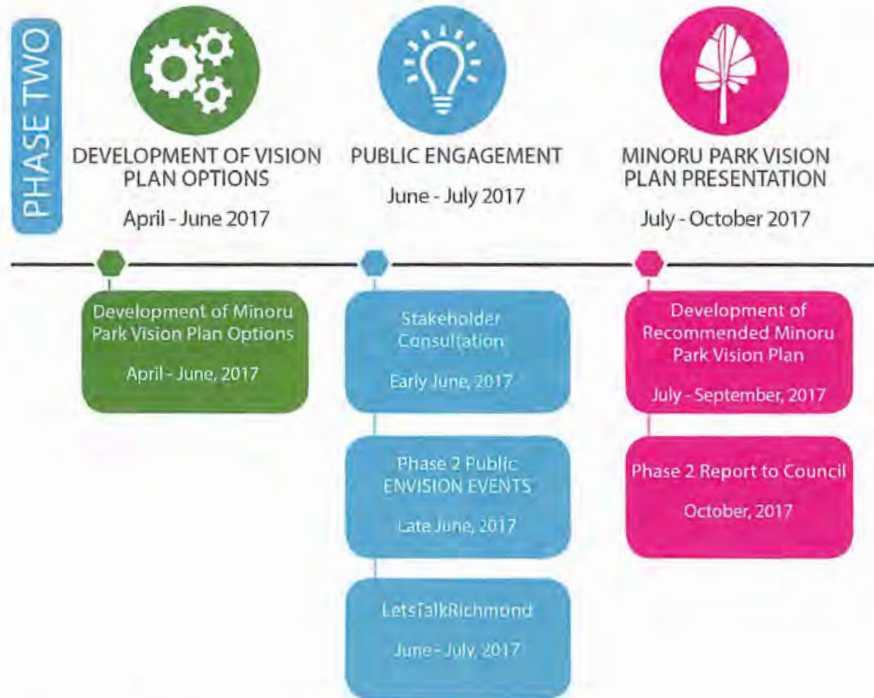 PHASE TWO
DEVELOPMENT OF VISION
PLAN OPTIONS
April - June 2017
PUBLIC ENGAGEMENT
June - July 2017
MINORU PARK VISION
PLAN PRESENTATION
July - October 2017
Development of Minoru
Park Vision Plan Options
April - June, 2017
Stakeholder
Consultation
Early June, 2017
Phase 2 Public
ENVISION EVENTS
Late June, 2017
LetsTalkRichmond
June - July, 2017
Development of
Recommended Minoru
Park Vision Plan
July - September, 2017
Phase 2 Report to Council
October, 2017